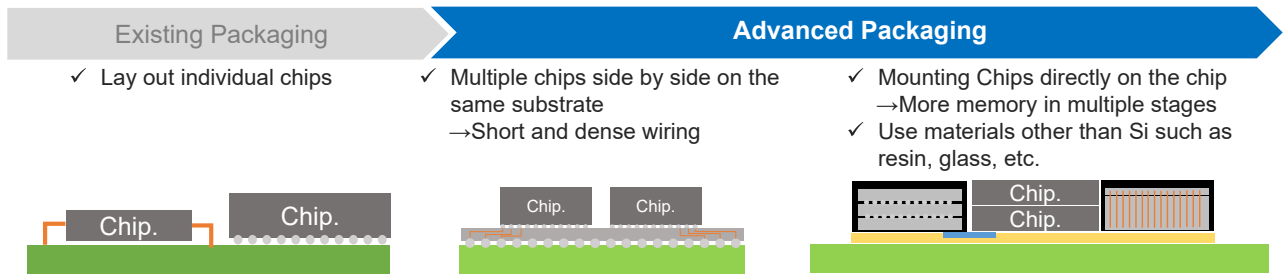 Existing Packaging
Advanced Packaging
✓ Lay out individual chips
✓ Multiple chips side by side on the
same substrate
→Short and dense wiring
✓ Mounting Chips directly on the chip
→More memory in multiple stages
✓ Use materials other than Si such as
resin, glass, etc.
Chip.
Chip.
Chip.
Chip.
Chip.
Chip.